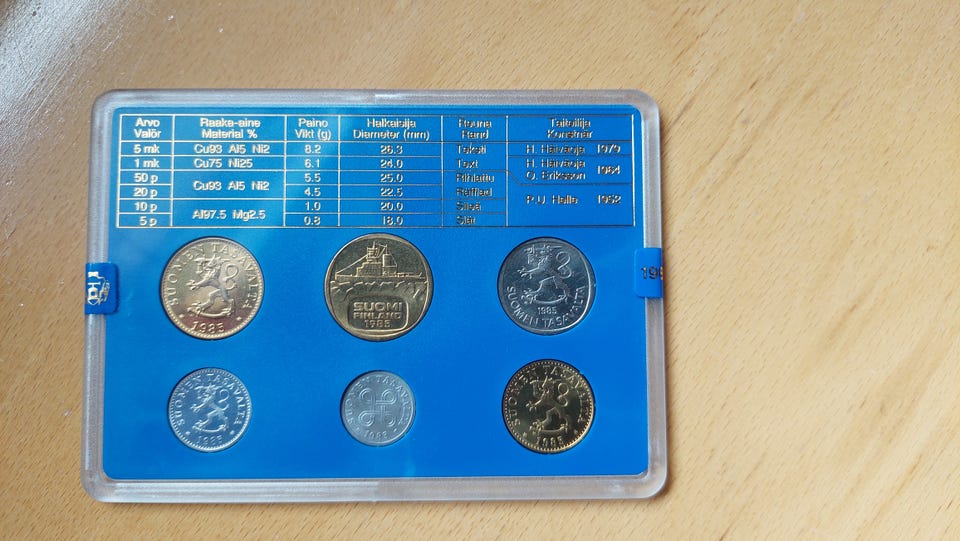 Arvo Raaka-aine Paino Halkaisija Reuna Taiteilija
Valör Material % Vikt (g) Diameter (mm) Rand Konstnär
5 mk Cu93 Al5 Ni2 8.2 26.3 Teksti H. Häiväoja 1979
1 mk Cu75 Ni25 6.1 24.0 Text H. Häiväoja
50 p Cu93 Al5 Ni2 5.5 25.0 Rihlattu O. Eriksson 1964
20 p 4.5 22.5 Räfflad
10 p Al97.5 Mg2.5 1.0 20.0 Sileä P.U. Helle 1952
5 p 0.8 18.0 Slät
SUOMEN TASAVALTA
1985
SUOMI
FINLAND
1985
1985
SUOMEN TASAVALTA
SUOMEN TASAVALTA
1985
SUOMEN TASAVALTA
1985
SUOMEN TASAVALTA
1985